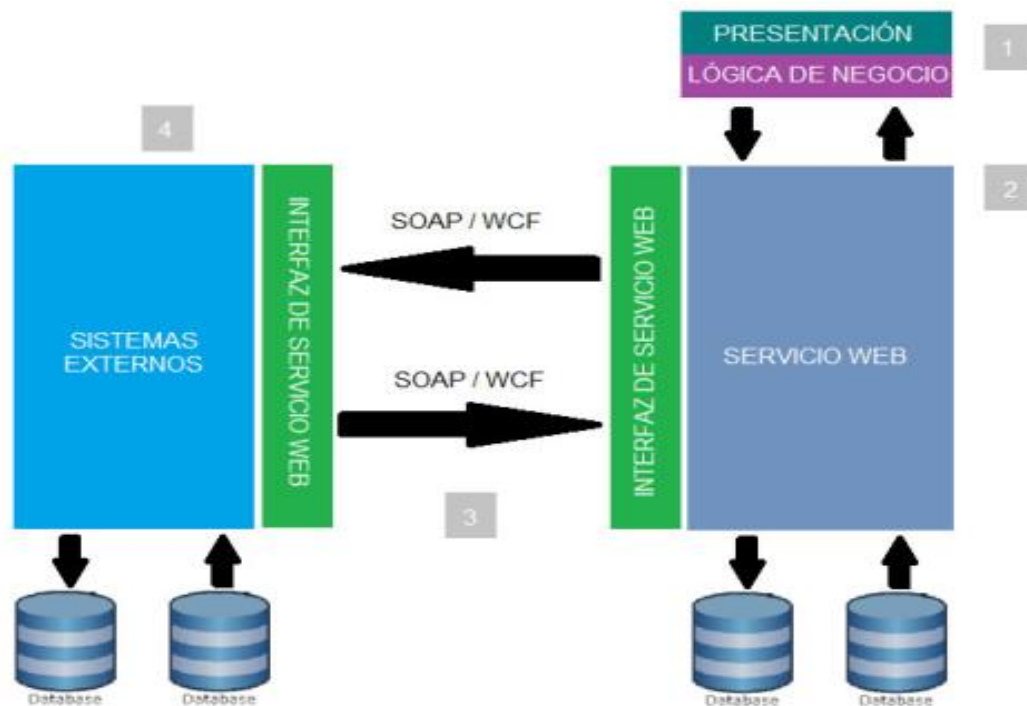 PRESENTACIÓN
1
LÓGICA DE NEGOCIO
4
2
INTERFAZ DE SERVICIO WEB
SOAP / WCF
INTERFAZ DE SERVICIO WEB
SISTEMAS
EXTERNOS
SERVICIO WEB
SOAP / WCF
3
Database
Database
Database
Database